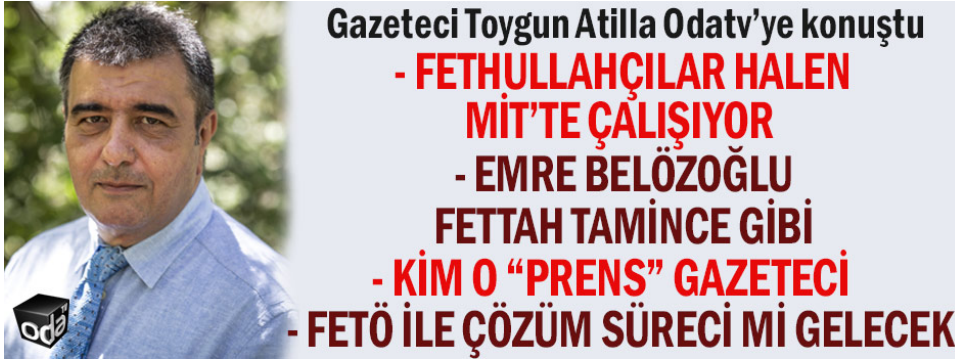 Gazeteci Toygun Atilla Odatv’ye konuştu
- FETHULLAHÇILAR HALEN
MİT’TE ÇALIŞIYOR
- EMRE BELÖZOĞLU
FETTAH TAMİNCE GİBİ
- KİM O “PRENS” GAZETECİ
- FETÖ İLE ÇÖZÜM SÜRECİ Mİ GELECEK
oda
TV